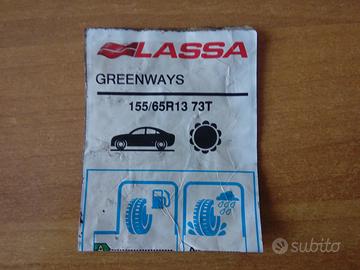 LASSA
GREENWAYS
155/65R13 73T
A
subito